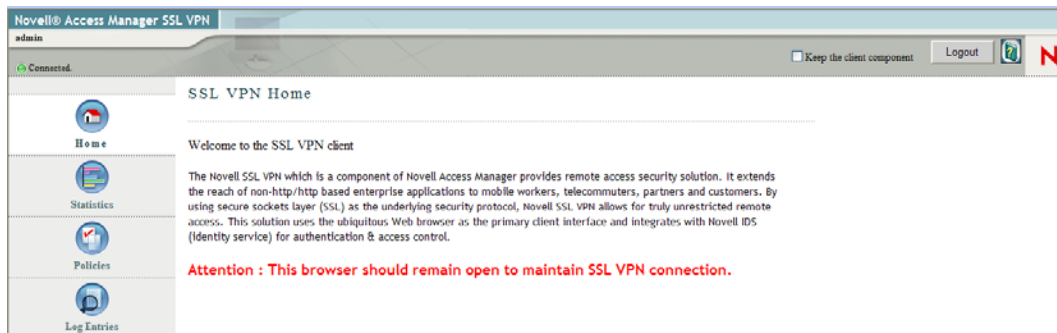 Novell® Access Manager SSL VPN
admin
Connected.
Keep the client component
Logout
?
N
SSL VPN Home
Home
Welcome to the SSL VPN client
Statistics
The Novell SSL VPN which is a component of Novell Access Manager provides remote access security solution. It extends
the reach of non-http/http based enterprise applications to mobile workers, telecommuters, partners and customers. By
using secure sockets layer (SSL) as the underlying security protocol, Novell SSL VPN allows for truly unrestricted remote
access. This solution uses the ubiquitous Web browser as the primary client interface and integrates with Novell IDS
(identity service) for authentication & access control.
Policies
Attention : This browser should remain open to maintain SSL VPN connection.
Log Entries